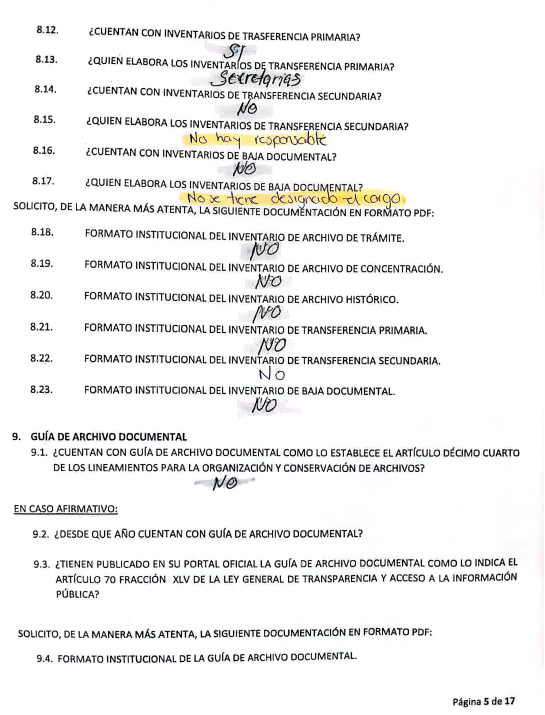 8.12. ¿CUENTAN CON INVENTARIOS DE TRASFERENCIA PRIMARIA?
SI
8.13. ¿QUIEN ELABORA LOS INVENTARIOS DE TRANSFERENCIA PRIMARIA?
Secretarias
8.14. ¿CUENTAN CON INVENTARIOS DE TRANSFERENCIA SECUNDARIA?
NO
8.15. ¿QUIEN ELABORA LOS INVENTARIOS DE TRANSFERENCIA SECUNDARIA?
No hay responsable
8.16. ¿CUENTAN CON INVENTARIOS DE BAJA DOCUMENTAL?
NO
8.17. ¿QUIEN ELABORA LOS INVENTARIOS DE BAJA DOCUMENTAL?
No se tiene designado el cargo
SOLICITO, DE LA MANERA MÁS ATENTA, LA SIGUIENTE DOCUMENTACIÓN EN FORMATO PDF:
8.18. FORMATO INSTITUCIONAL DEL INVENTARIO DE ARCHIVO DE TRÁMITE.
NO
8.19. FORMATO INSTITUCIONAL DEL INVENTARIO DE ARCHIVO DE CONCENTRACIÓN.
NO
8.20. FORMATO INSTITUCIONAL DEL INVENTARIO DE ARCHIVO HISTÓRICO.
NO
8.21. FORMATO INSTITUCIONAL DEL INVENTARIO DE TRANSFERENCIA PRIMARIA.
NO
8.22. FORMATO INSTITUCIONAL DEL INVENTARIO DE TRANSFERENCIA SECUNDARIA.
No
8.23. FORMATO INSTITUCIONAL DEL INVENTARIO DE BAJA DOCUMENTAL.
NO
9. GUÍA DE ARCHIVO DOCUMENTAL
9.1. ¿CUENTAN CON GUÍA DE ARCHIVO DOCUMENTAL COMO LO ESTABLECE EL ARTÍCULO DÉCIMO CUARTO
DE LOS LINEAMIENTOS PARA LA ORGANIZACIÓN Y CONSERVACIÓN DE ARCHIVOS?
NO
EN CASO AFIRMATIVO:
9.2. ¿DESDE QUE AÑO CUENTAN CON GUÍA DE ARCHIVO DOCUMENTAL?
9.3. ¿TIENEN PUBLICADO EN SU PORTAL OFICIAL LA GUÍA DE ARCHIVO DOCUMENTAL COMO LO INDICA EL
ARTÍCULO 70 FRACCIÓN XLV DE LA LEY GENERAL DE TRANSPARENCIA Y ACCESO A LA INFORMACIÓN
PÚBLICA?
SOLICITO, DE LA MANERA MÁS ATENTA, LA SIGUIENTE DOCUMENTACIÓN EN FORMATO PDF:
9.4. FORMATO INSTITUCIONAL DE LA GUÍA DE ARCHIVO DOCUMENTAL.
Página 5 de 17